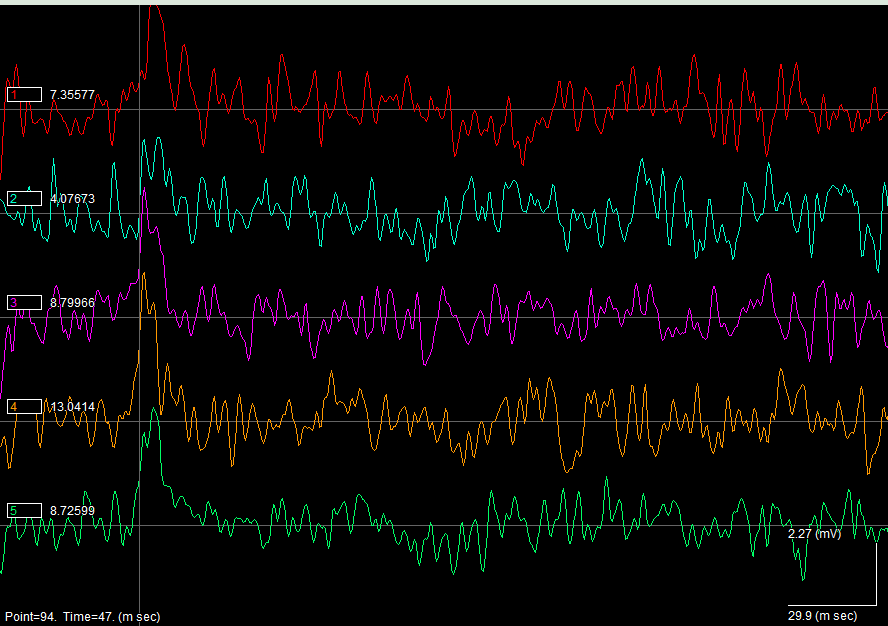 1 7.35577
2 4.07673
3 8.79966
4 13.0414
5 8.72599
2.27 (mV)
Point=94. Time=47. (m sec)
29.9 (m sec)